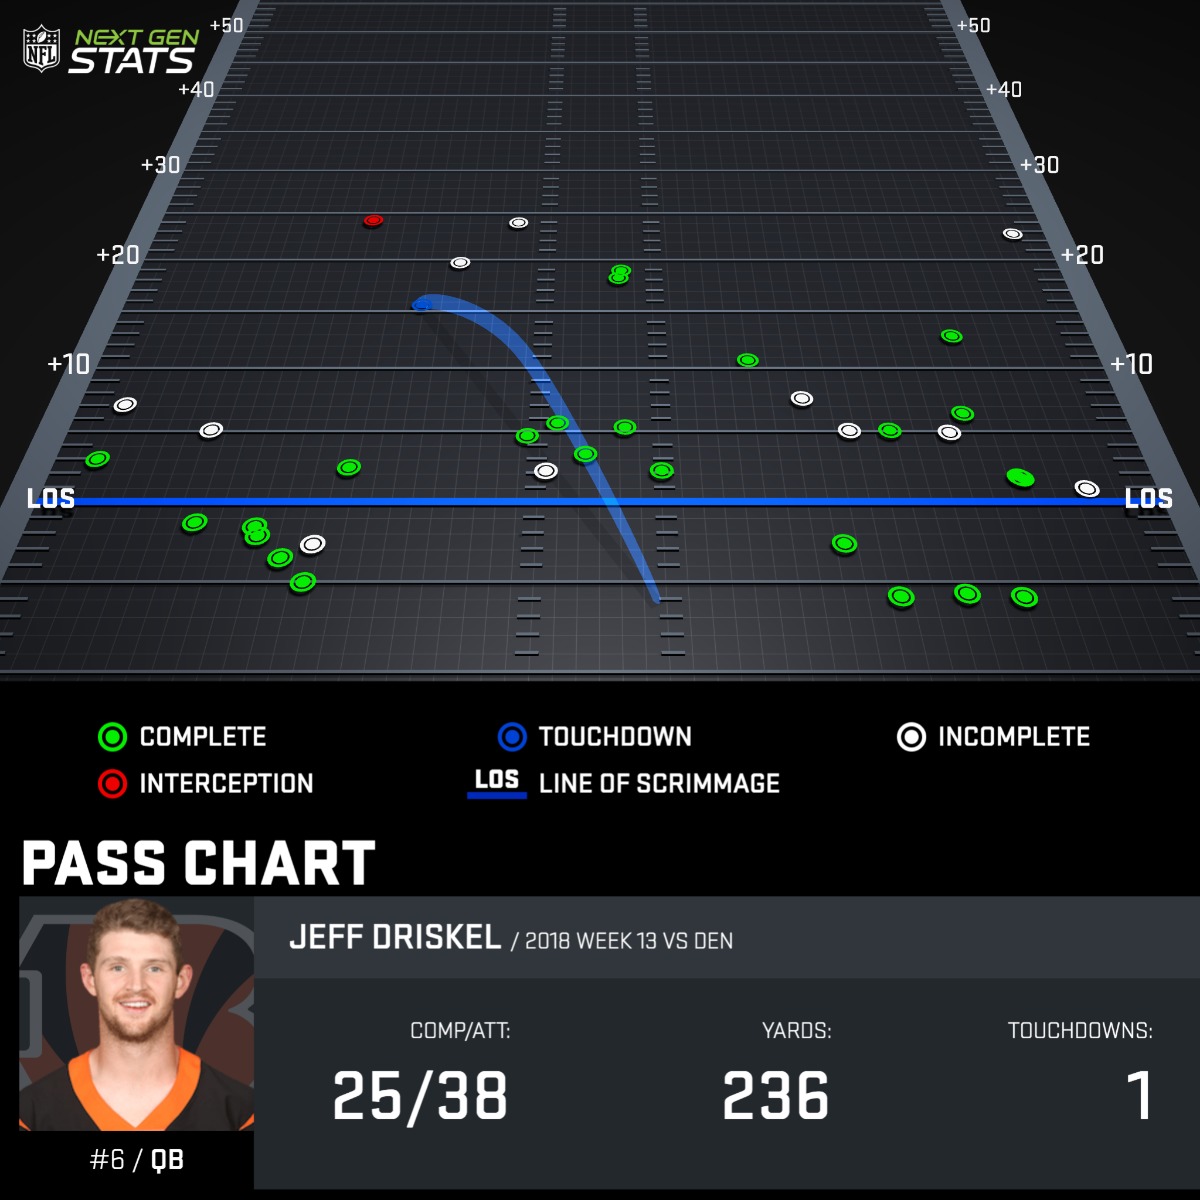 +50 +50
NFL
NEXT GEN
STATS
+40 +40
+30 +30
+20 +20
+10 +10
LOS LOS
COMPLETE TOUCHDOWN INCOMPLETE
INTERCEPTION LOS LINE OF SCRIMMAGE
PASS CHART
JEFF DRISKEL / 2018 WEEK 13 VS DEN
COMP/ATT: YARDS: TOUCHDOWNS:
25/38 236 1
#6 / QB